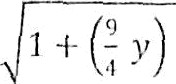 √(1 + (9/4 y))